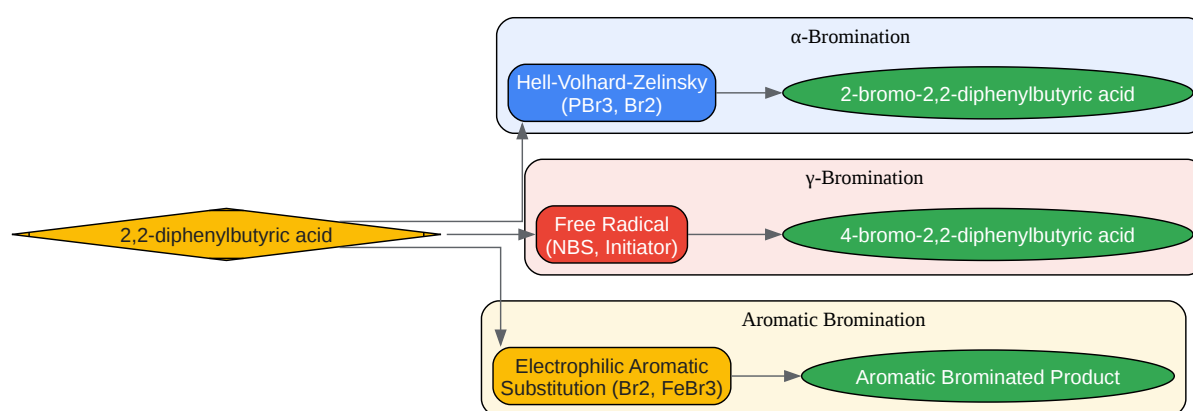 α-Bromination
Hell-Volhard-Zelinsky
(PBr3, Br2)
2-bromo-2,2-diphenylbutyric acid
γ-Bromination
2,2-diphenylbutyric acid
Free Radical
(NBS, Initiator)
4-bromo-2,2-diphenylbutyric acid
Aromatic Bromination
Electrophilic Aromatic
Substitution (Br2, FeBr3)
Aromatic Brominated Product